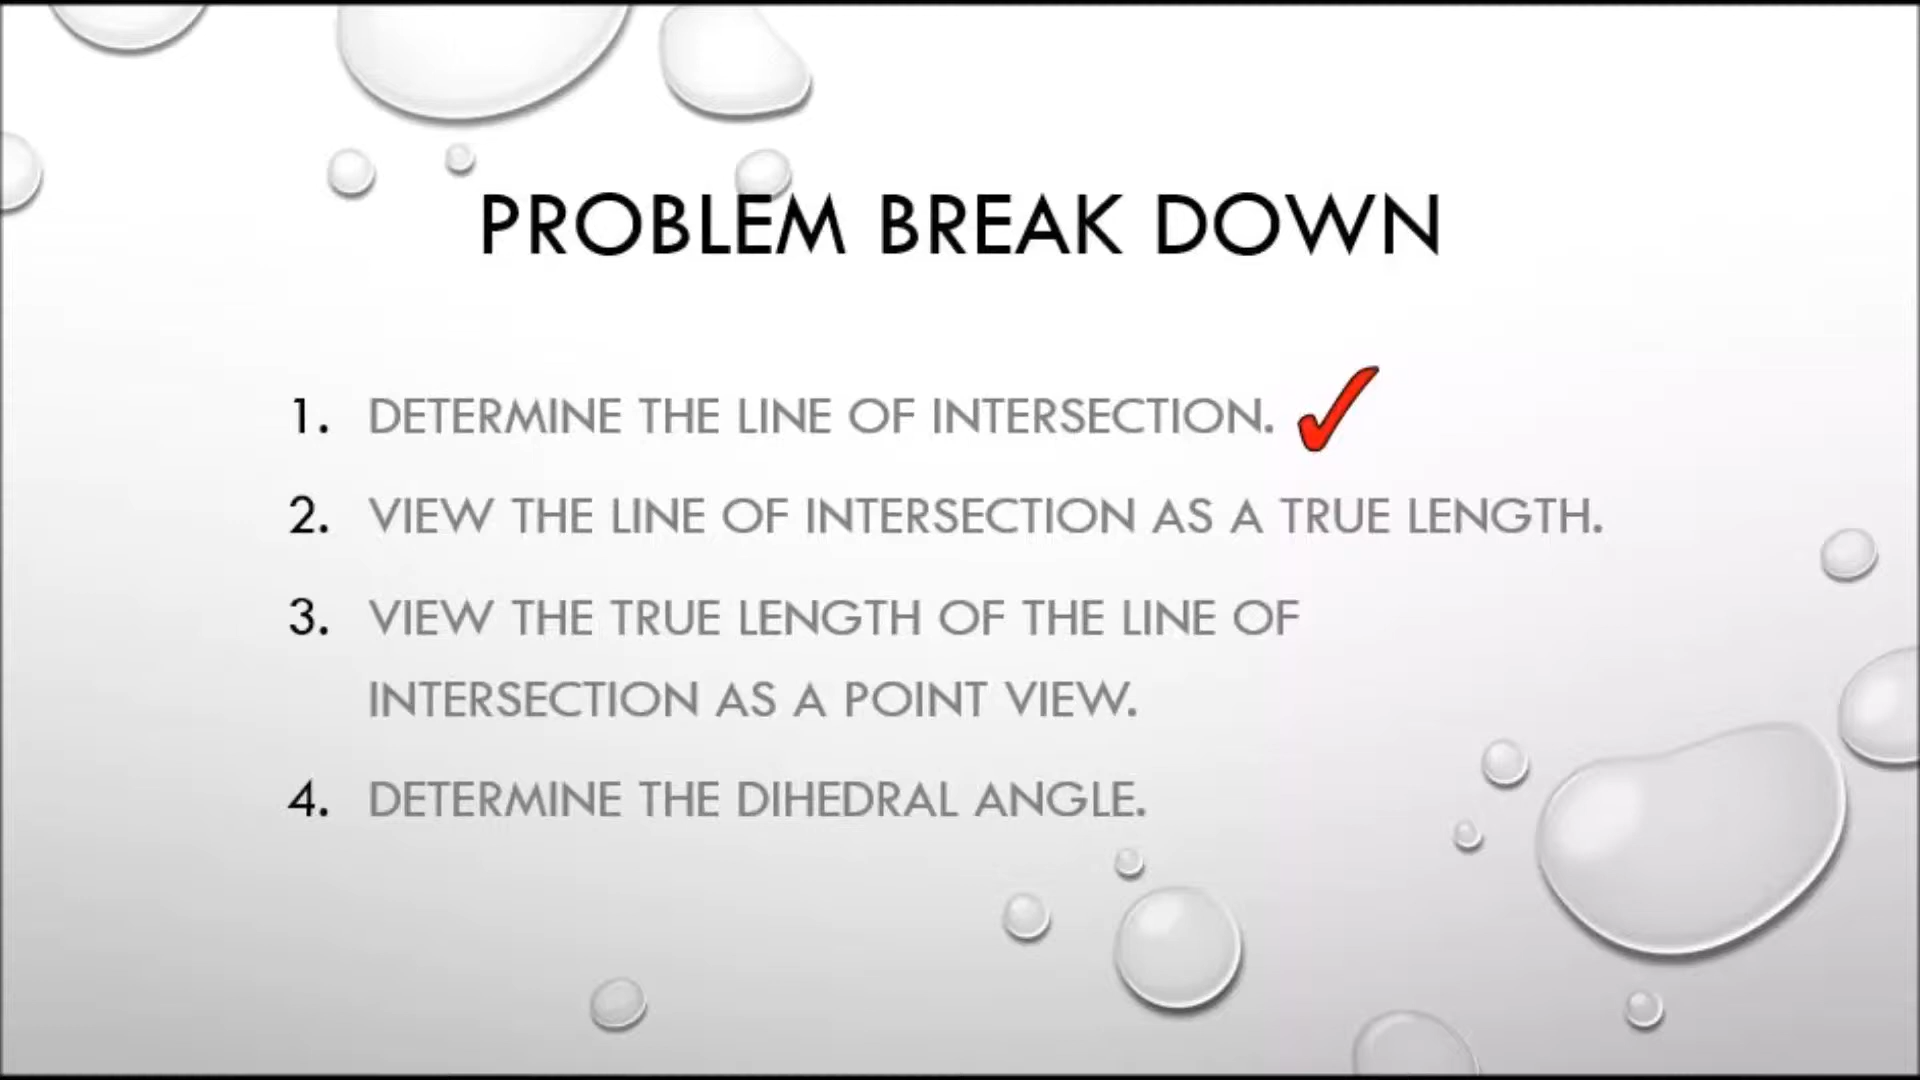 PROBLEM BREAK DOWN
1. DETERMINE THE LINE OF INTERSECTION.
2. VIEW THE LINE OF INTERSECTION AS A TRUE LENGTH.
3. VIEW THE TRUE LENGTH OF THE LINE OF
INTERSECTION AS A POINT VIEW.
4. DETERMINE THE DIHEDRAL ANGLE.